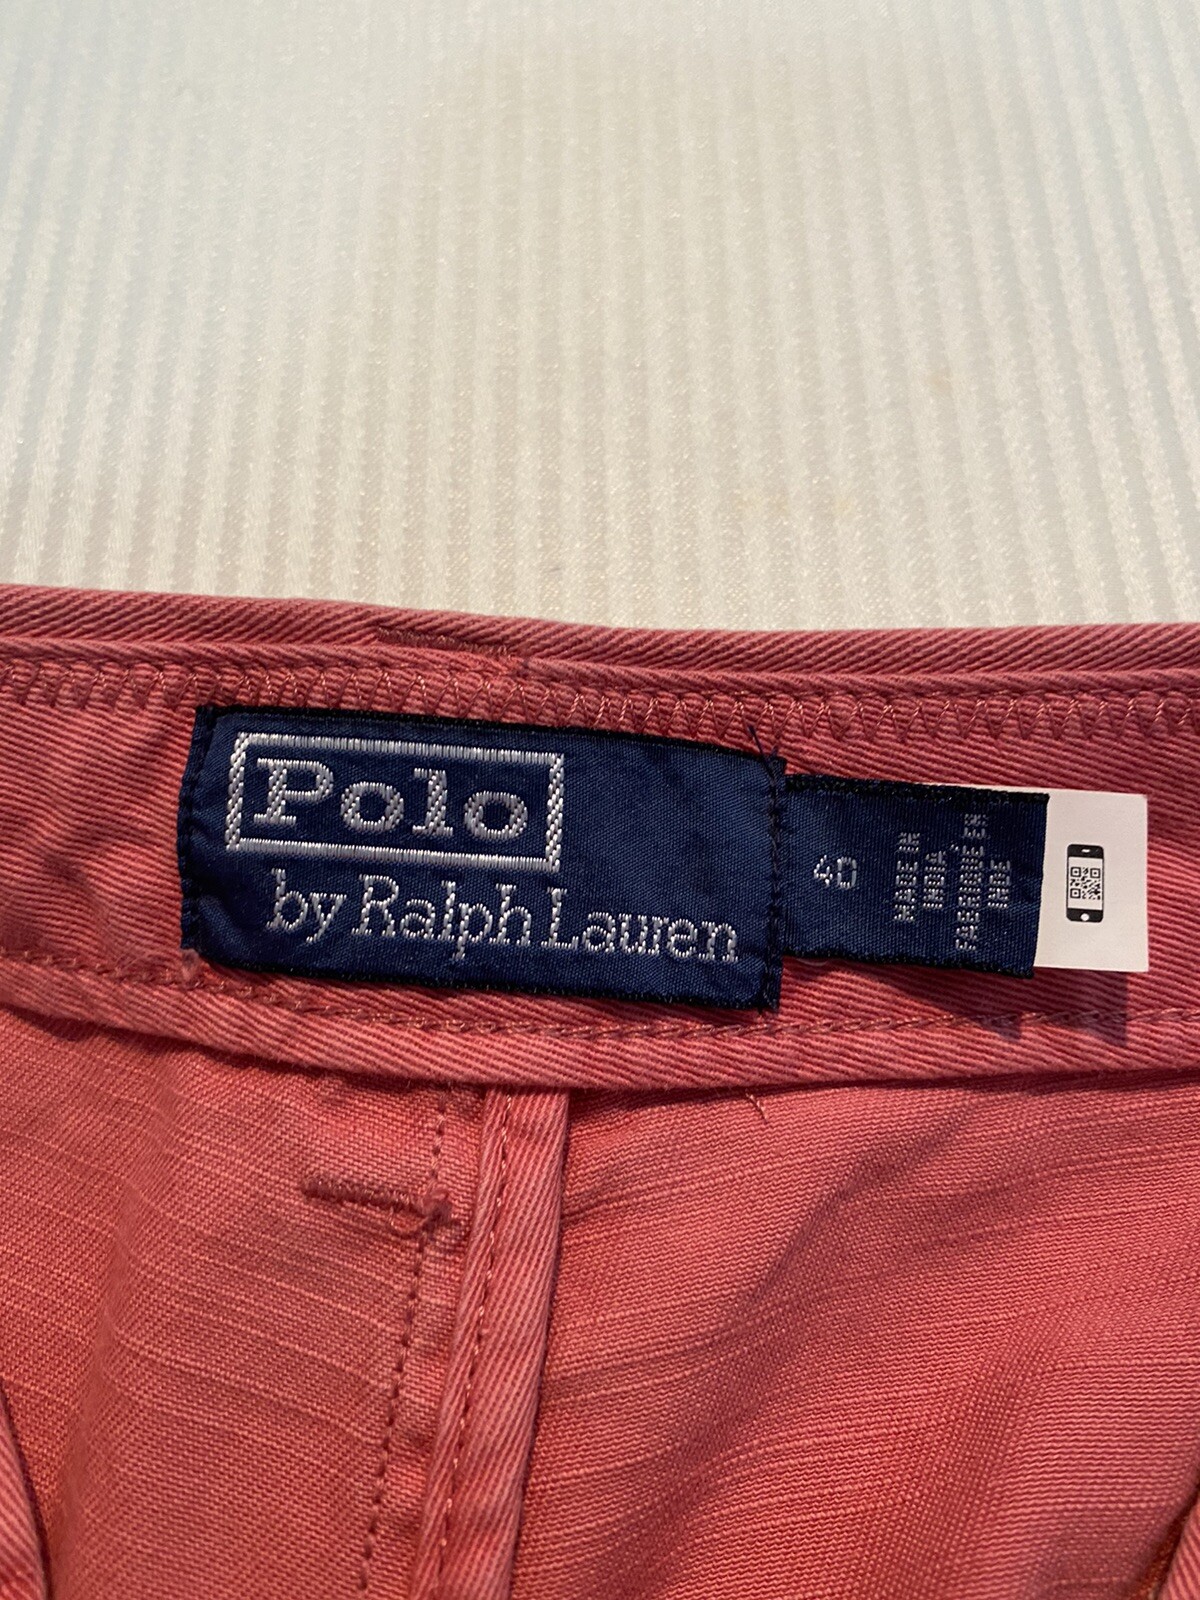 Polo
by Ralph Lauren
40
MADE IN
INDIA
FABRIQUÉ EN
INDE